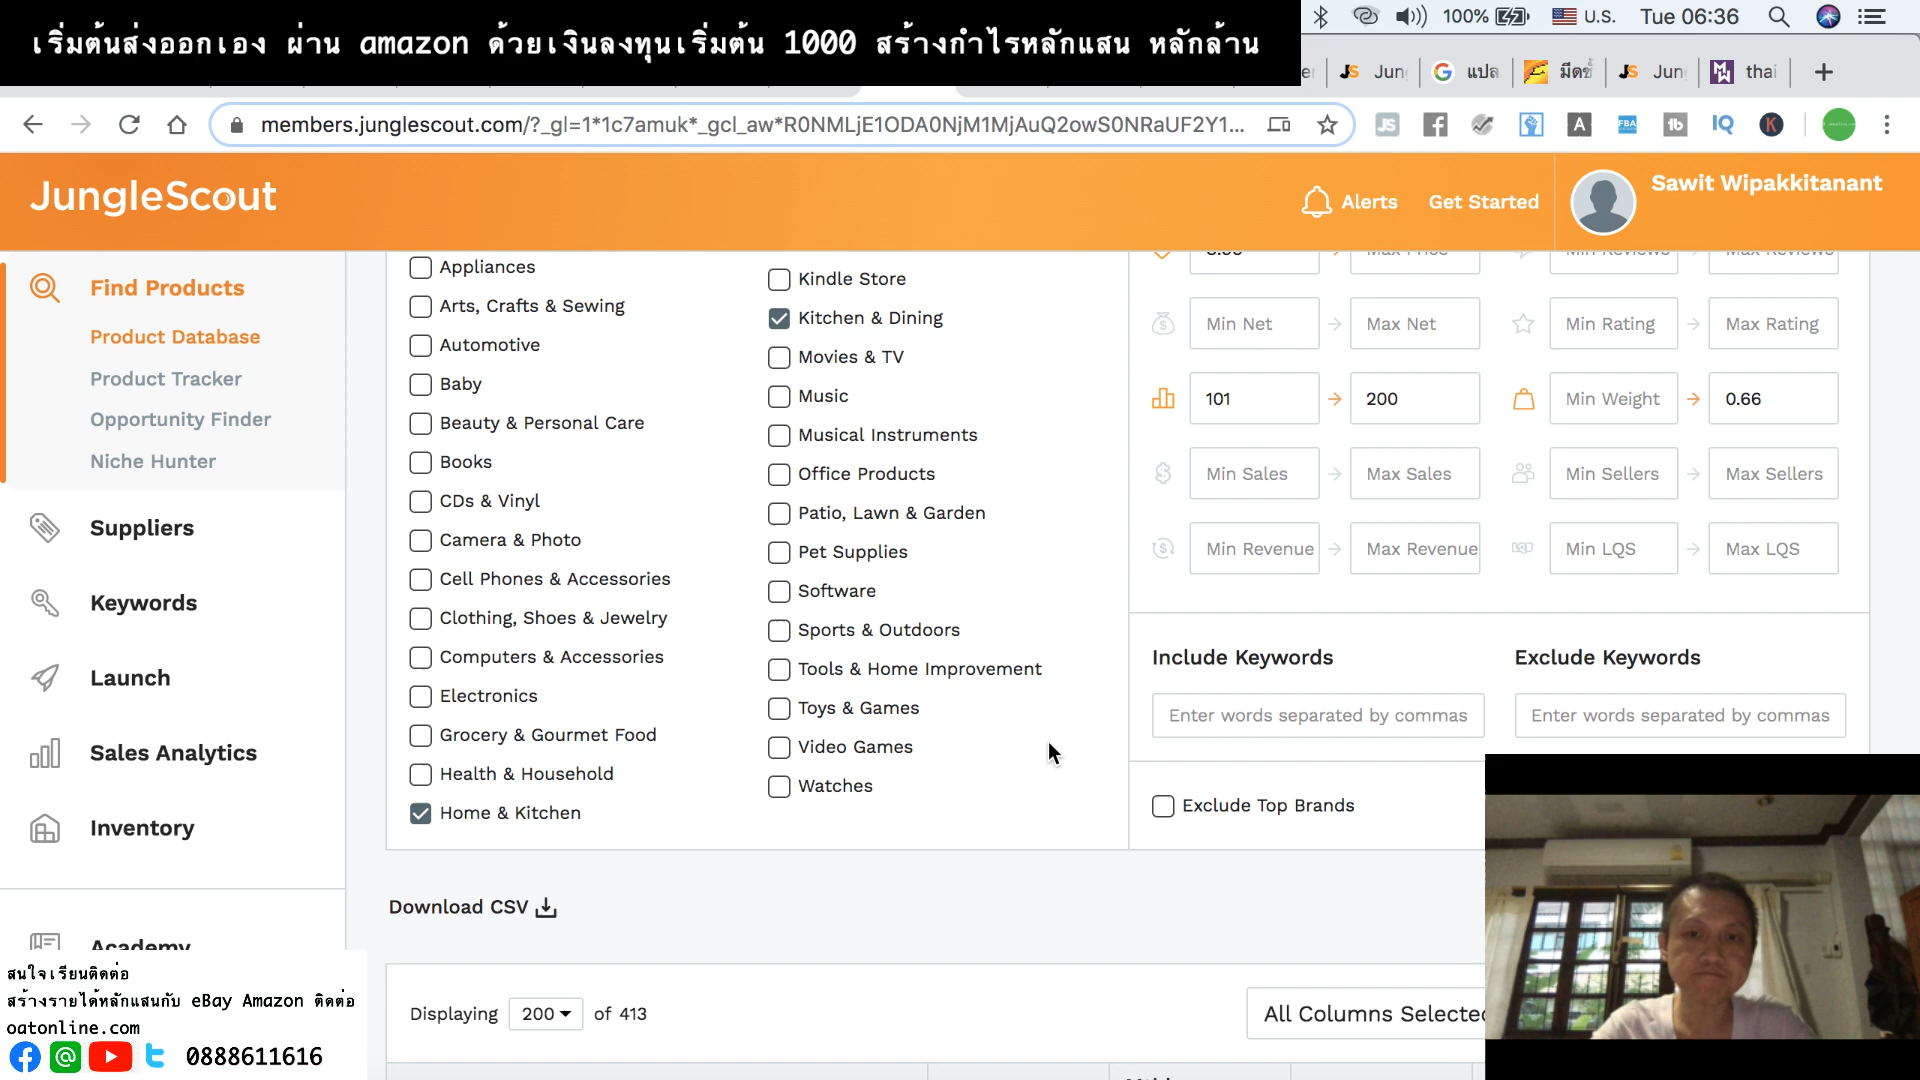 เริ่มต้นส่งออกเอง ผ่าน amazon ด้วยเงินลงทุนเริ่มต้น 1000 สร้างกำไรหลักแสน หลักล้าน
100% U.S. Tue 06:36
Jun แปล มีดชั Jun thai
members.junglescout.com/?_gl=1*1c7amuk*_gcl_aw*R0NMLjE1ODA0NjM1MjAuQ2owS0NRaUF2Y1...
JungleScout
Alerts
Get Started
Sawit Wipakkitanant
Find Products
Product Database
Product Tracker
Opportunity Finder
Niche Hunter
Suppliers
Keywords
Launch
Sales Analytics
Inventory
Academy
Appliances
Arts, Crafts & Sewing
Automotive
Baby
Beauty & Personal Care
Books
CDs & Vinyl
Camera & Photo
Cell Phones & Accessories
Clothing, Shoes & Jewelry
Computers & Accessories
Electronics
Grocery & Gourmet Food
Health & Household
Home & Kitchen
Kindle Store
Kitchen & Dining
Movies & TV
Music
Musical Instruments
Office Products
Patio, Lawn & Garden
Pet Supplies
Software
Sports & Outdoors
Tools & Home Improvement
Toys & Games
Video Games
Watches
Max Price Min Reviews Max Reviews
Min Net Max Net Min Rating Max Rating
101 200 Min Weight 0.66
Min Sales Max Sales Min Sellers Max Sellers
Min Revenue Max Revenue Min LQS Max LQS
Include Keywords
Enter words separated by commas
Exclude Keywords
Enter words separated by commas
Exclude Top Brands
Download CSV
Displaying 200 of 413
All Columns Selected
สนใจเรียนติดต่อ
สร้างรายได้หลักแสนกับ eBay Amazon ติดต่อ
oatonline.com
0888611616